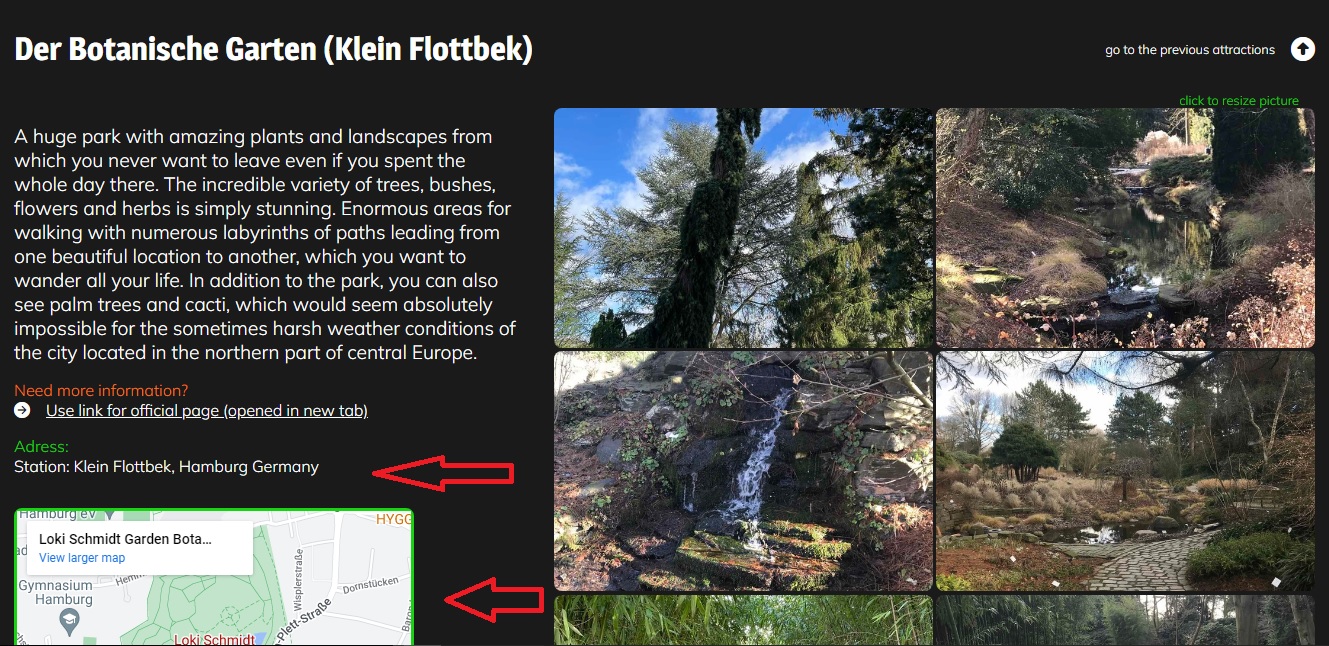 Der Botanische Garten (Klein Flottbek)
go to the previous attractions
click to resize picture
A huge park with amazing plants and landscapes from
which you never want to leave even if you spent the
whole day there. The incredible variety of trees, bushes,
flowers and herbs is simply stunning. Enormous areas for
walking with numerous labyrinths of paths leading from
one beautiful location to another, which you want to
wander all your life. In addition to the park, you can also
see palm trees and cacti, which would seem absolutely
impossible for the sometimes harsh weather conditions of
the city located in the northern part of central Europe.
Need more information?
Use link for official page (opened in new tab)
Adress:
Station: Klein Flottbek, Hamburg Germany
Hamburg eV
HYGG
Loki Schmidt Garden Bota...
View larger map
Gymnasium
Hamburg
Hemm
Wisplerstraße
Dornstücken
Baron
-Plett-Straße
Loki Schmidt